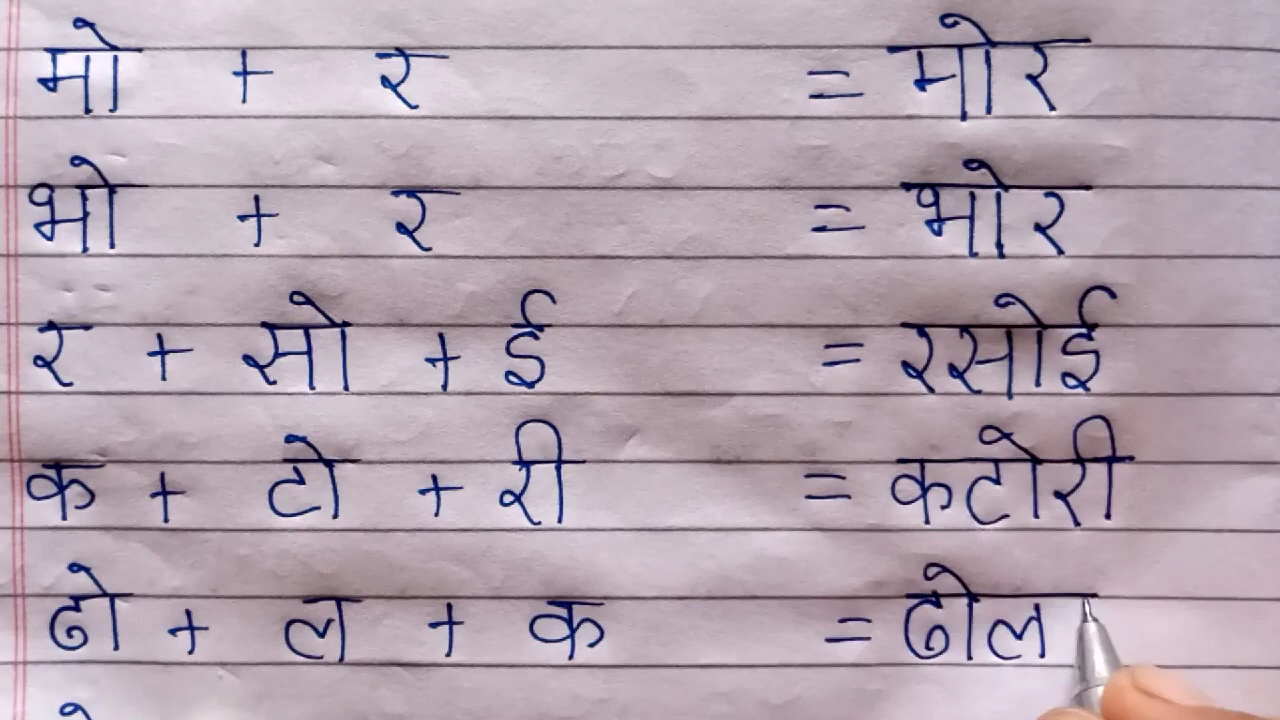 मो + र = मोर
भो + र = भोर
र + सो + ई = रसोई
क + टो + री = कटोरी
ढो + ल + क = ढोल